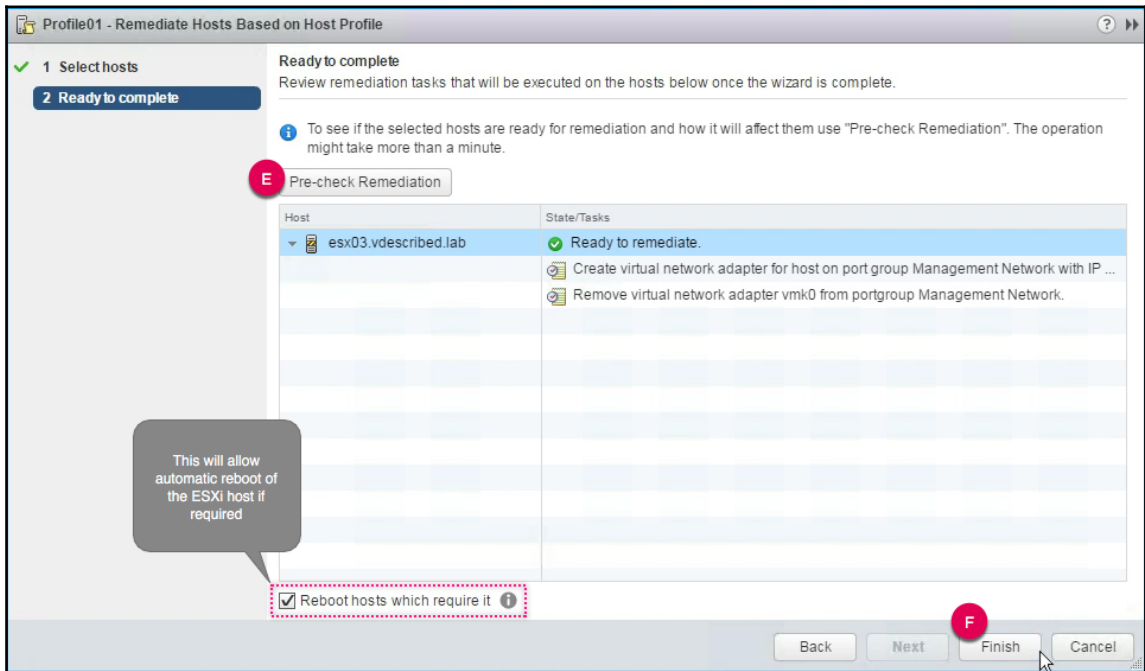 Profile01 - Remediate Hosts Based on Host Profile
1 Select hosts
2 Ready to complete
Ready to complete
Review remediation tasks that will be executed on the hosts below once the wizard is complete.
To see if the selected hosts are ready for remediation and how it will affect them use "Pre-check Remediation". The operation
might take more than a minute.
E
Pre-check Remediation
Host State/Tasks
esx03.vdescribed.lab Ready to remediate.
Create virtual network adapter for host on port group Management Network with IP ...
Remove virtual network adapter vmk0 from portgroup Management Network.
This will allow
automatic reboot of
the ESXi host if
required
Reboot hosts which require it
F
Back Next Finish Cancel